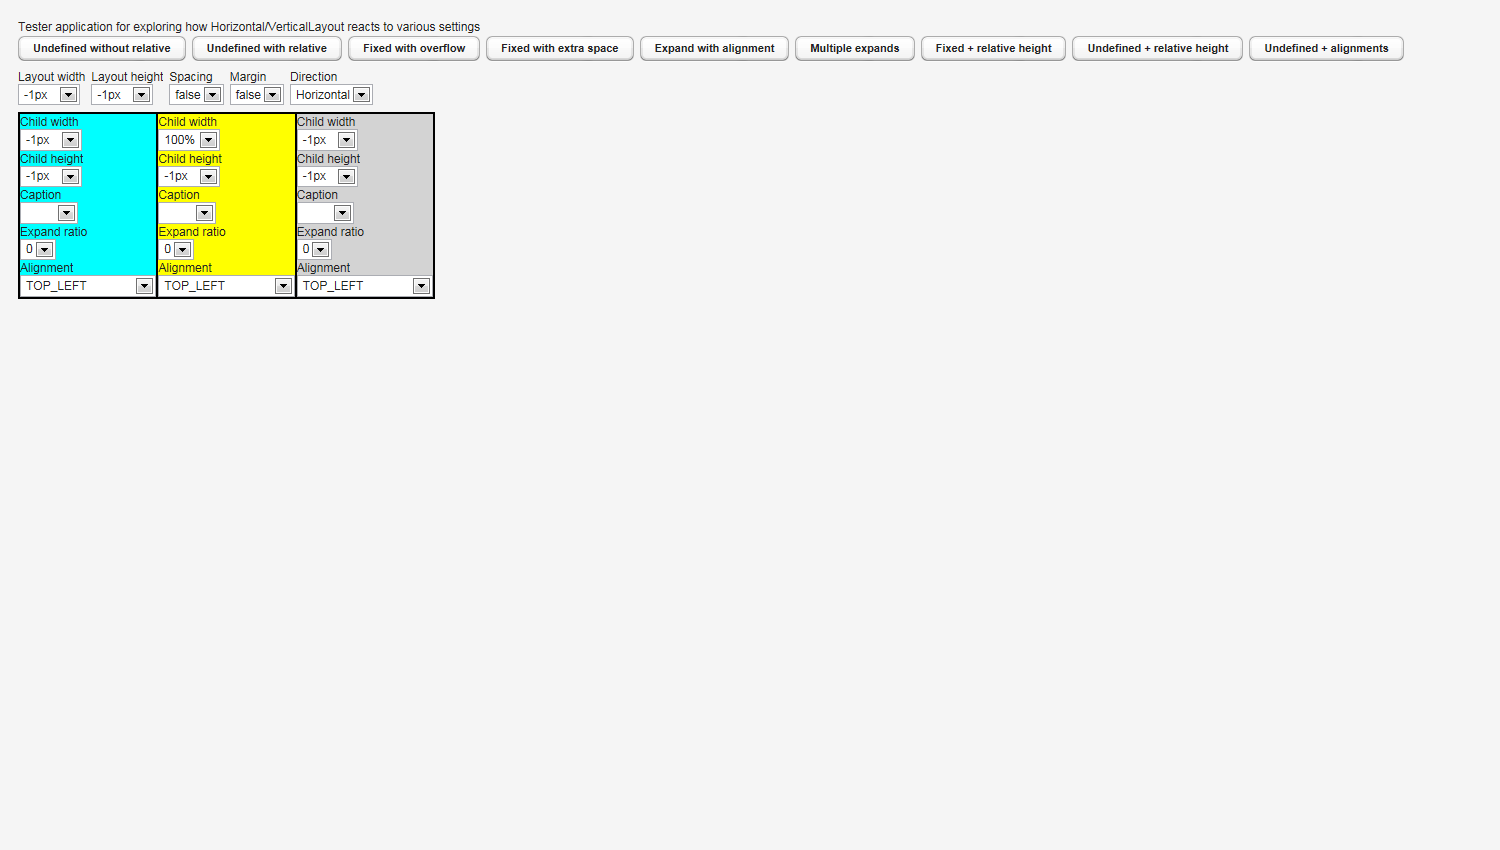 Tester application for exploring how Horizontal/VerticalLayout reacts to various settings
Undefined without relative Undefined with relative Fixed with overflow Fixed with extra space Expand with alignment Multiple expands Fixed + relative height Undefined + relative height Undefined + alignments
Layout width Layout height Spacing Margin Direction
-1px -1px false false Horizontal
Child width Child width Child width
-1px 100% -1px
Child height Child height Child height
-1px -1px -1px
Caption Caption Caption
Expand ratio Expand ratio Expand ratio
0 0 0
Alignment Alignment Alignment
TOP_LEFT TOP_LEFT TOP_LEFT